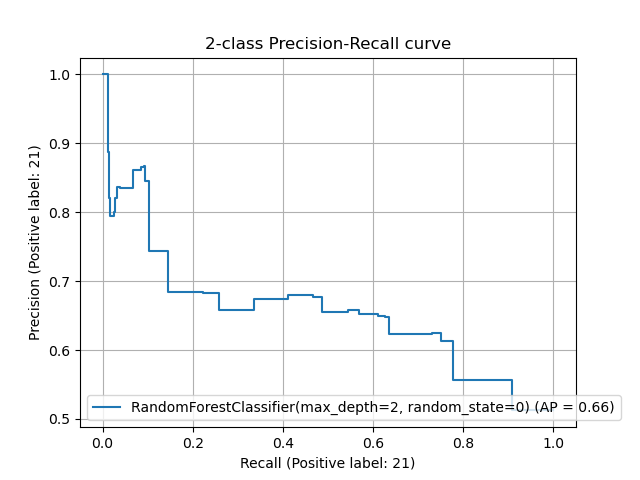 2-class Precision-Recall curve
1.0
0.9
0.8
0.7
0.6
0.5
Precision (Positive label: 21)
RandomForestClassifier(max_depth=2, random_state=0) (AP = 0.66)
0.0 0.2 0.4 0.6 0.8 1.0
Recall (Positive label: 21)